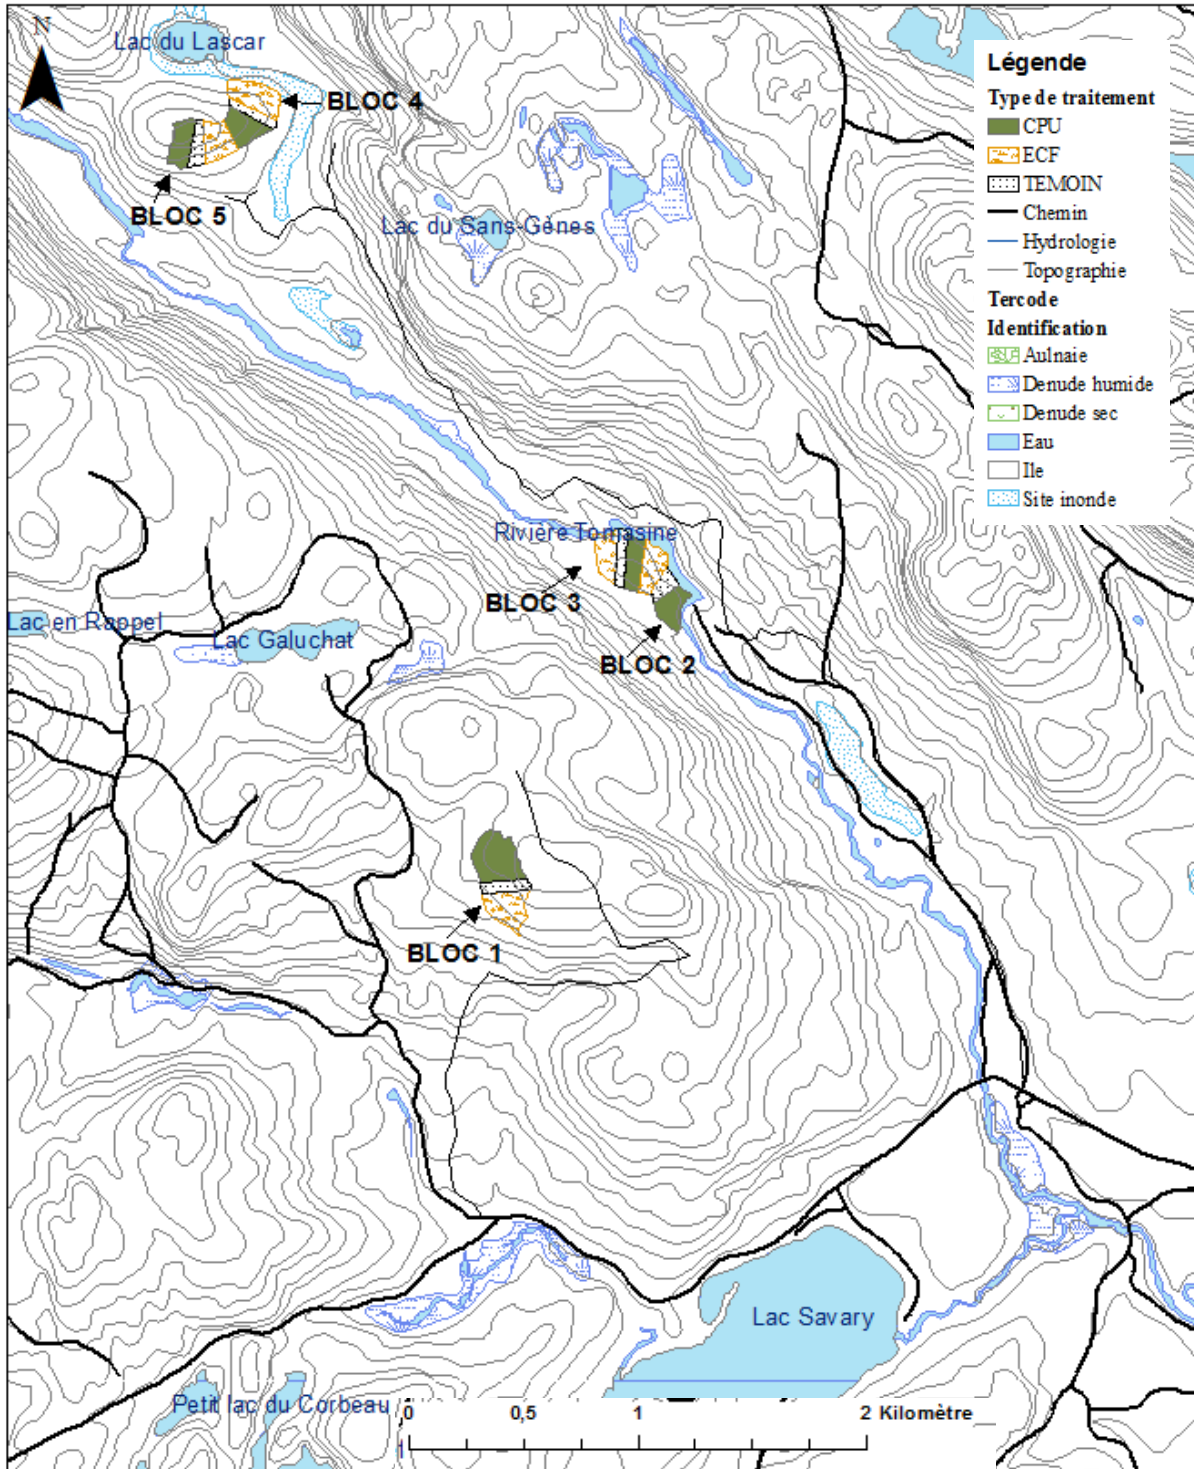 N
Lac du Lascar
BLOC 4
BLOC 5
Lac du Sans-Gènes
Légende
Type de traitement
CPU
ECF
TEMOIN
Chemin
Hydrologie
Topographie
Tercode
Identification
Aulnaie
Denude humide
Denude sec
Eau
Ile
Site inonde
Rivière Tomasine
BLOC 3
BLOC 2
Lac en Rappel
Lac Galuchat
BLOC 1
Lac Savary
Petit lac du Corbeau
0 0,5 1 2 Kilomètre